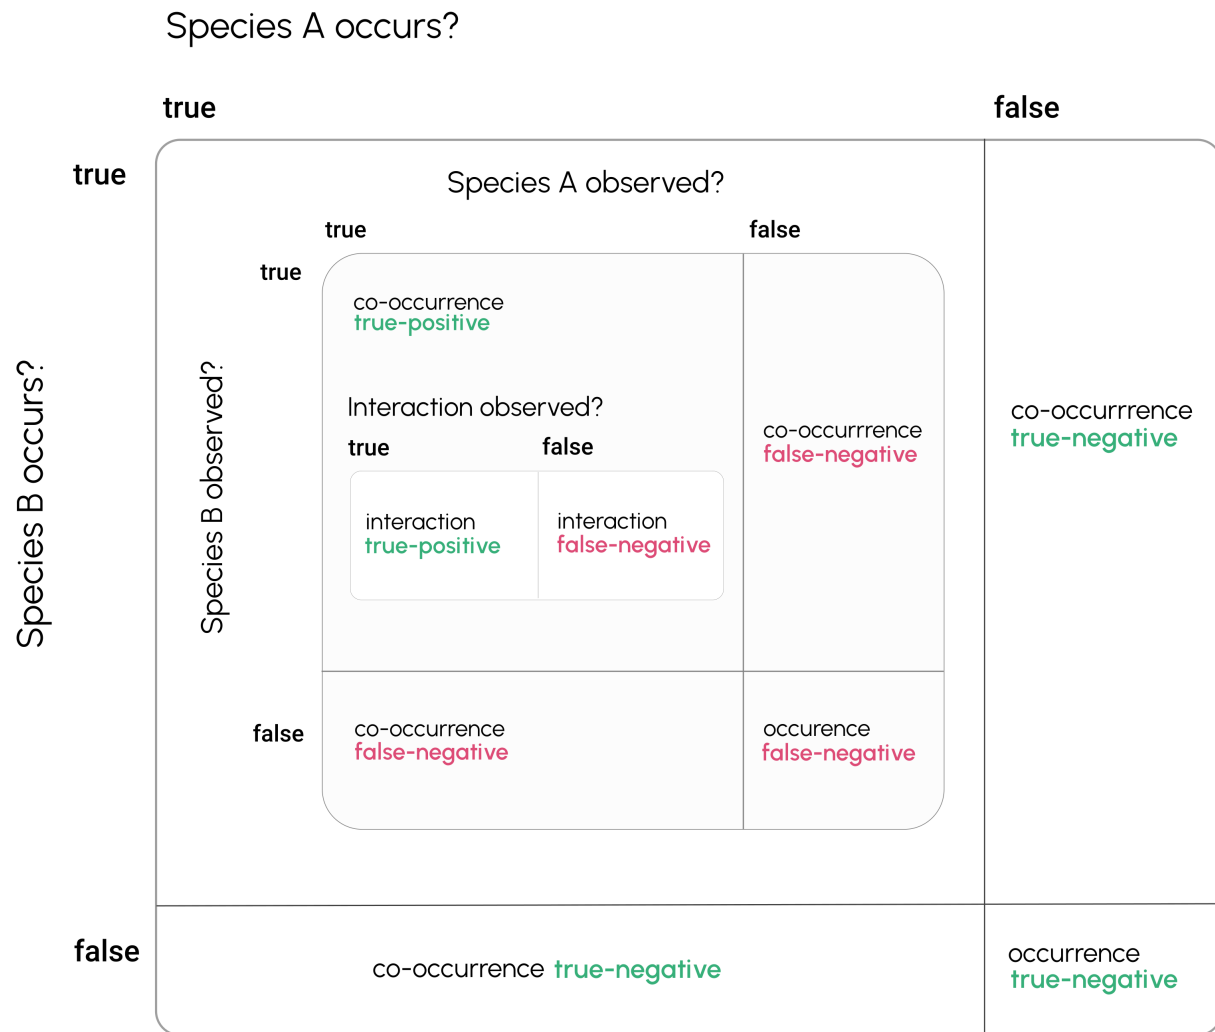 Species A occurs?
true
false
true
Species A observed?
true
false
true
co-occurrence
true-positive
Species B occurs?
Species B observed?
Interaction observed?
true
false
co-occurrrence
false-negative
co-occurrrence
true-negative
interaction
true-positive
interaction
false-negative
false
co-occurrence
false-negative
occurence
false-negative
false
co-occurrence true-negative
occurrence
true-negative